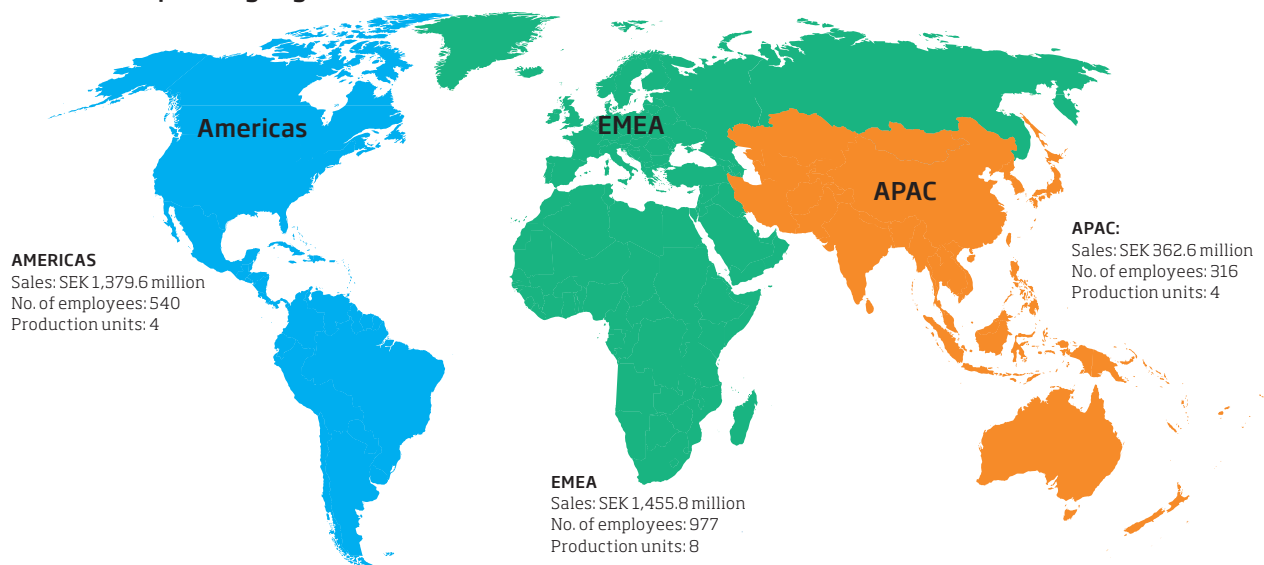 Americas
EMEA
APAC
AMERICAS
Sales: SEK 1,379.6 million
No. of employees: 540
Production units: 4
APAC:
Sales: SEK 362.6 million
No. of employees: 316
Production units: 4
EMEA
Sales: SEK 1,455.8 million
No. of employees: 977
Production units: 8